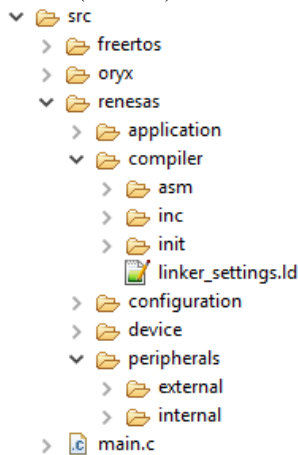 src
freertos
oryx
renesas
application
compiler
asm
inc
init
linker_settings.ld
configuration
device
peripherals
external
internal
main.c